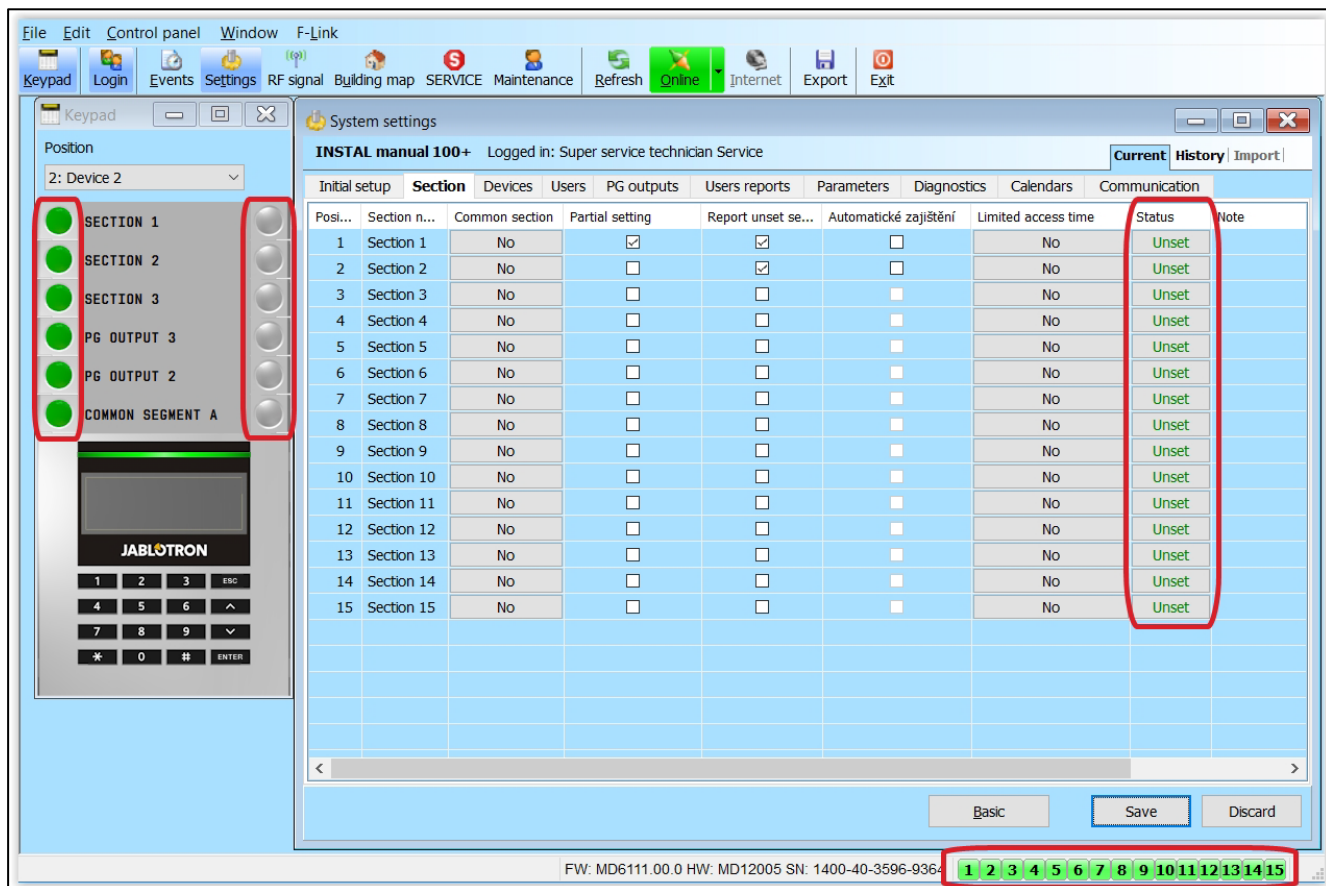 File Edit Control panel Window F-Link
Keypad Login Events Settings RF signal Building map SERVICE Maintenance Refresh Online Internet Export Exit
Keypad
Position
2: Device 2
SECTION 1
SECTION 2
SECTION 3
PG OUTPUT 3
PG OUTPUT 2
COMMON SEGMENT A
JABLOTRON
1 2 3 ESC
4 5 6
7 8 9
* 0 # ENTER
System settings
INSTAL manual 100+ Logged in: Super service technician Service
Current History Import
Initial setup Section Devices Users PG outputs Users reports Parameters Diagnostics Calendars Communication
Posi... Section n... Common section Partial setting Report unset se... Automatické zajištění Limited access time Status Note
1 Section 1 No No Unset
2 Section 2 No No Unset
3 Section 3 No No Unset
4 Section 4 No No Unset
5 Section 5 No No Unset
6 Section 6 No No Unset
7 Section 7 No No Unset
8 Section 8 No No Unset
9 Section 9 No No Unset
10 Section 10 No No Unset
11 Section 11 No No Unset
12 Section 12 No No Unset
13 Section 13 No No Unset
14 Section 14 No No Unset
15 Section 15 No No Unset
Basic Save Discard
FW: MD6111.00.0 HW: MD12005 SN: 1400-40-3596-9364 1 2 3 4 5 6 7 8 9 10 11 12 13 14 15